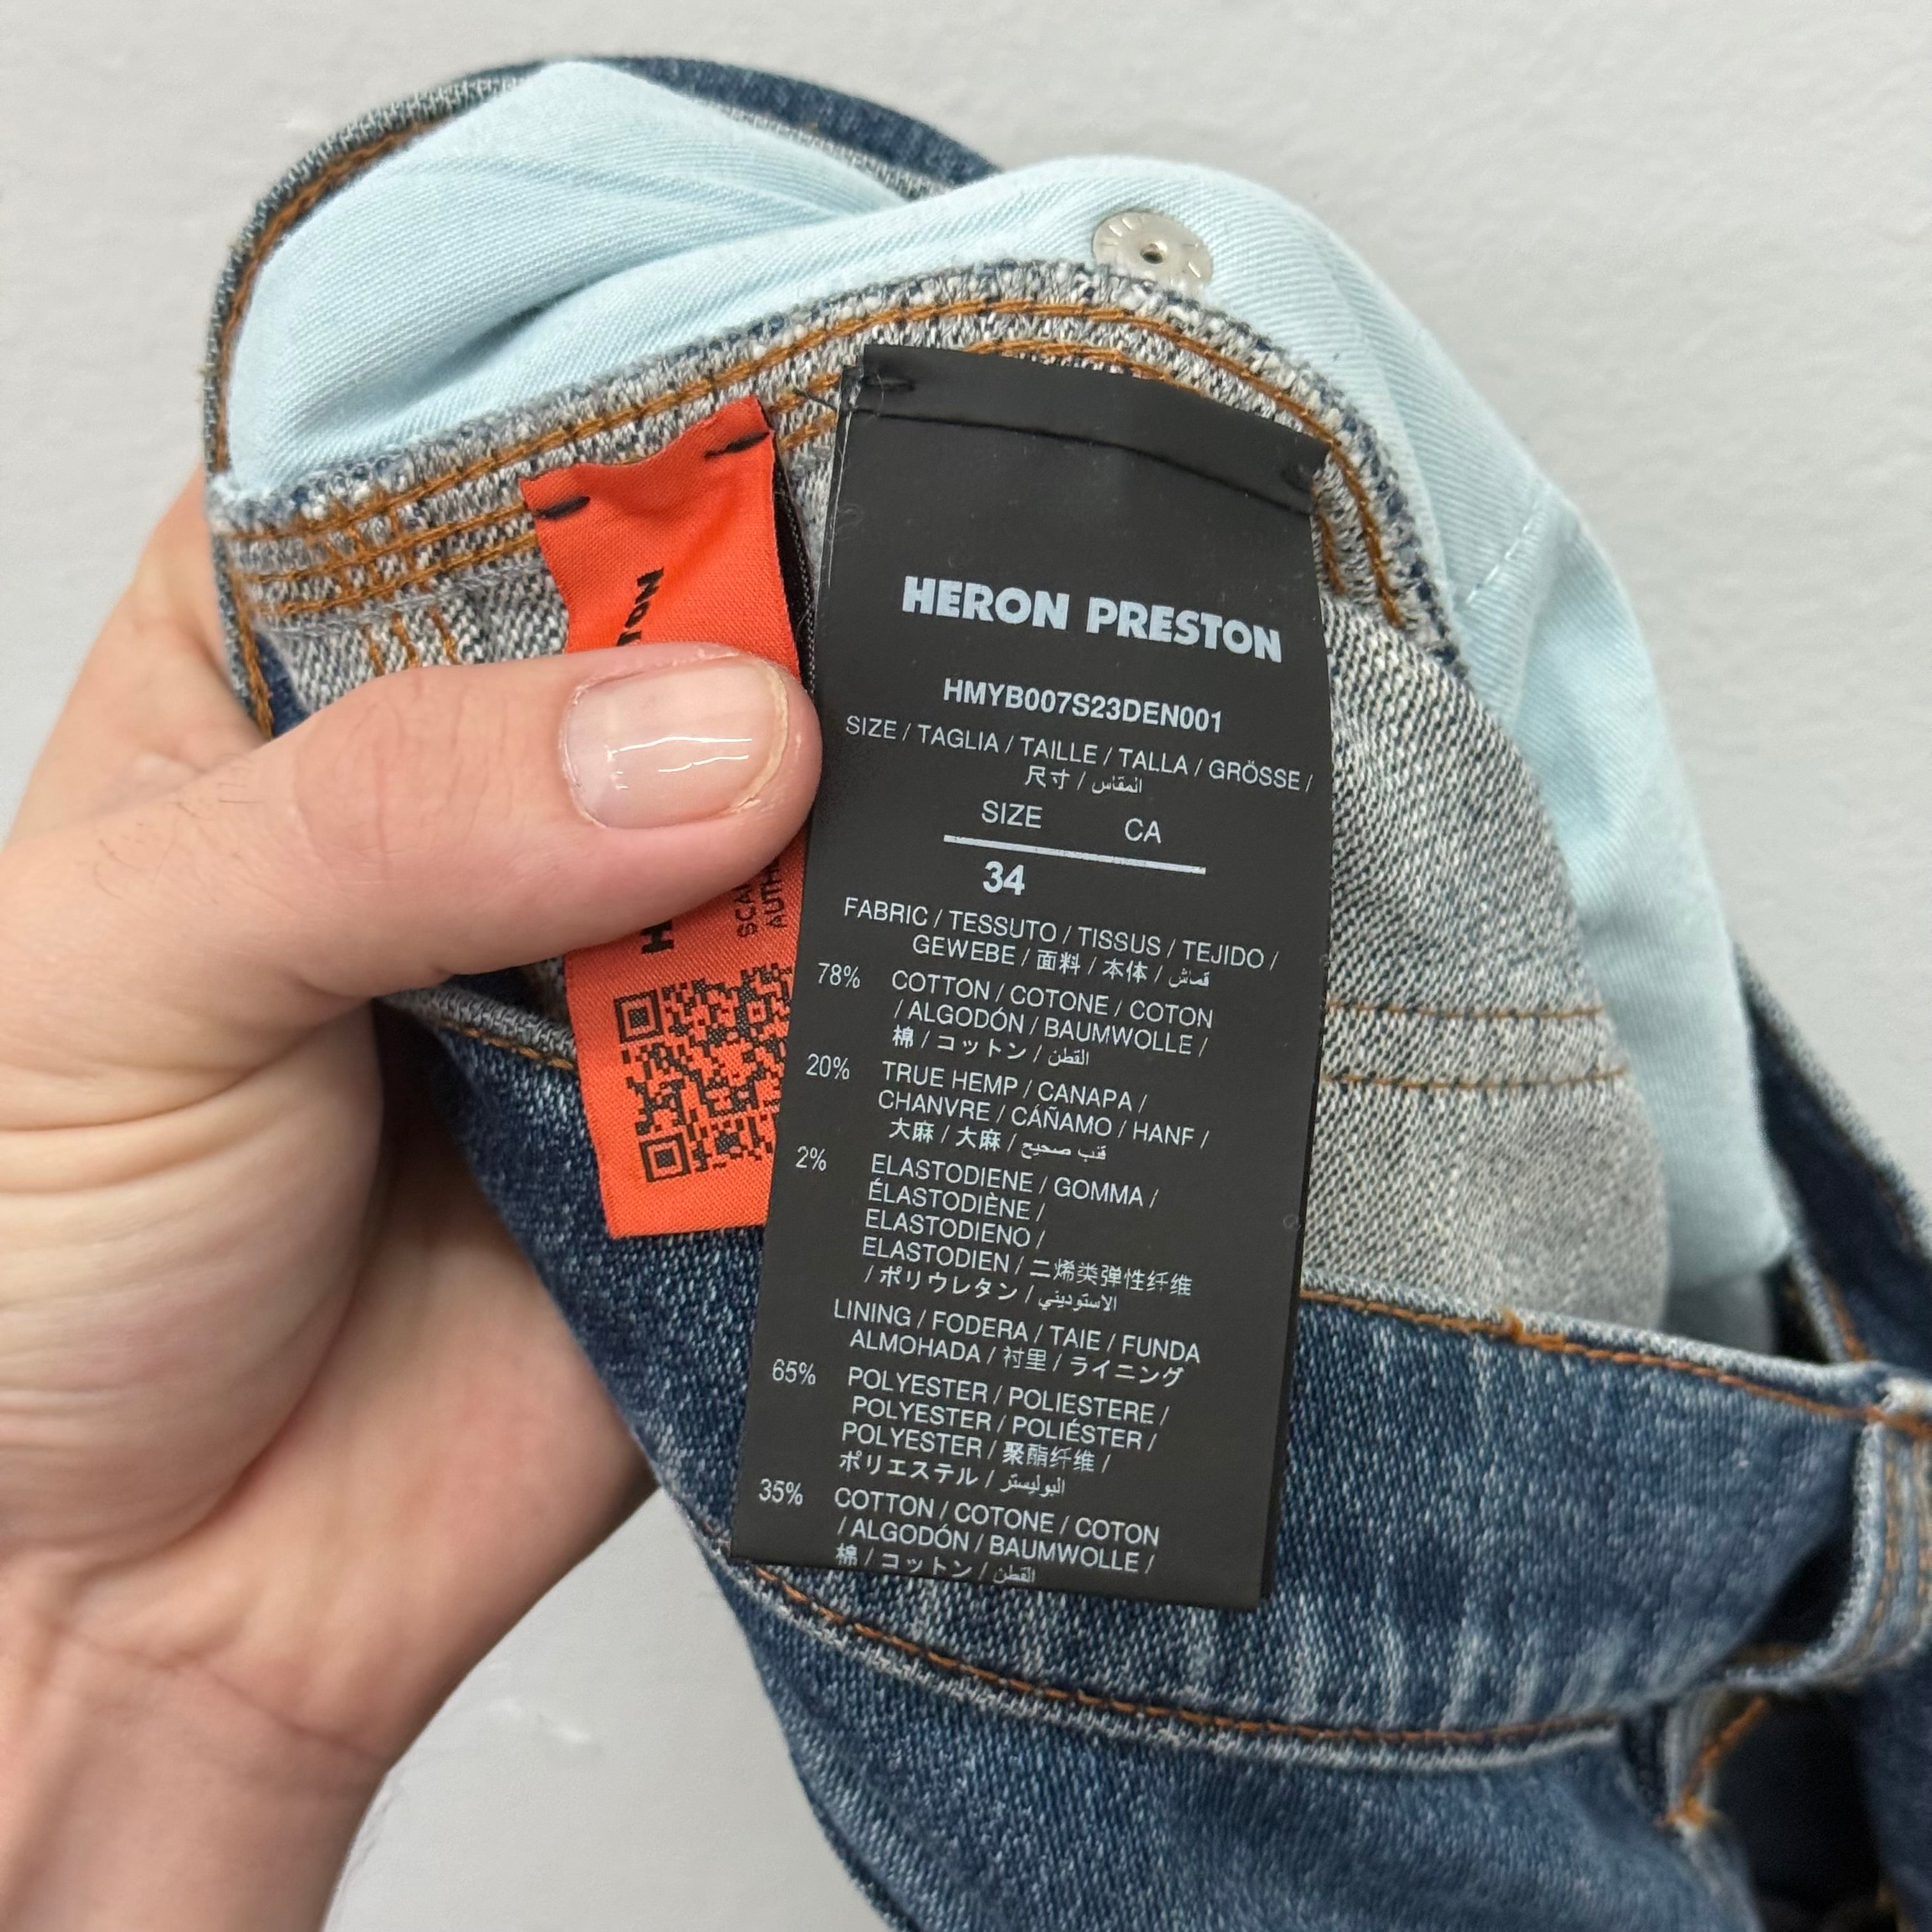 HERON PRESTON
HMYB007S23DEN001
SIZE / TAGLIA / TAILLE / TALLA / GRÖSSE /
尺寸 / المقاس
SIZE CA
34
FABRIC / TESSUTO / TISSUS / TEJIDO /
GEWEBE / 面料 / 本体 / قماش
78% COTTON / COTONE / COTON
/ ALGODÓN / BAUMWOLLE /
棉 / コットン / القطن
20% TRUE HEMP / CANAPA /
CHANVRE / CÁÑAMO / HANF /
大麻 / 大麻 / قنب صحيح
2% ELASTODIENE / GOMMA /
ÉLASTODIÈNE /
ELASTODIENO /
ELASTODIEN / 二烯类弹性纤维
/ ポリウレタン / الاستوديني
LINING / FODERA / TAIE / FUNDA
ALMOHADA / 衬里 / ライニング
65% POLYESTER / POLIESTERE /
POLYESTER / POLIÉSTER /
POLYESTER / 聚酯纤维 /
ポリエステル / البوليستر
35% COTTON / COTONE / COTON
/ ALGODÓN / BAUMWOLLE /
棉 / コットン / القطن